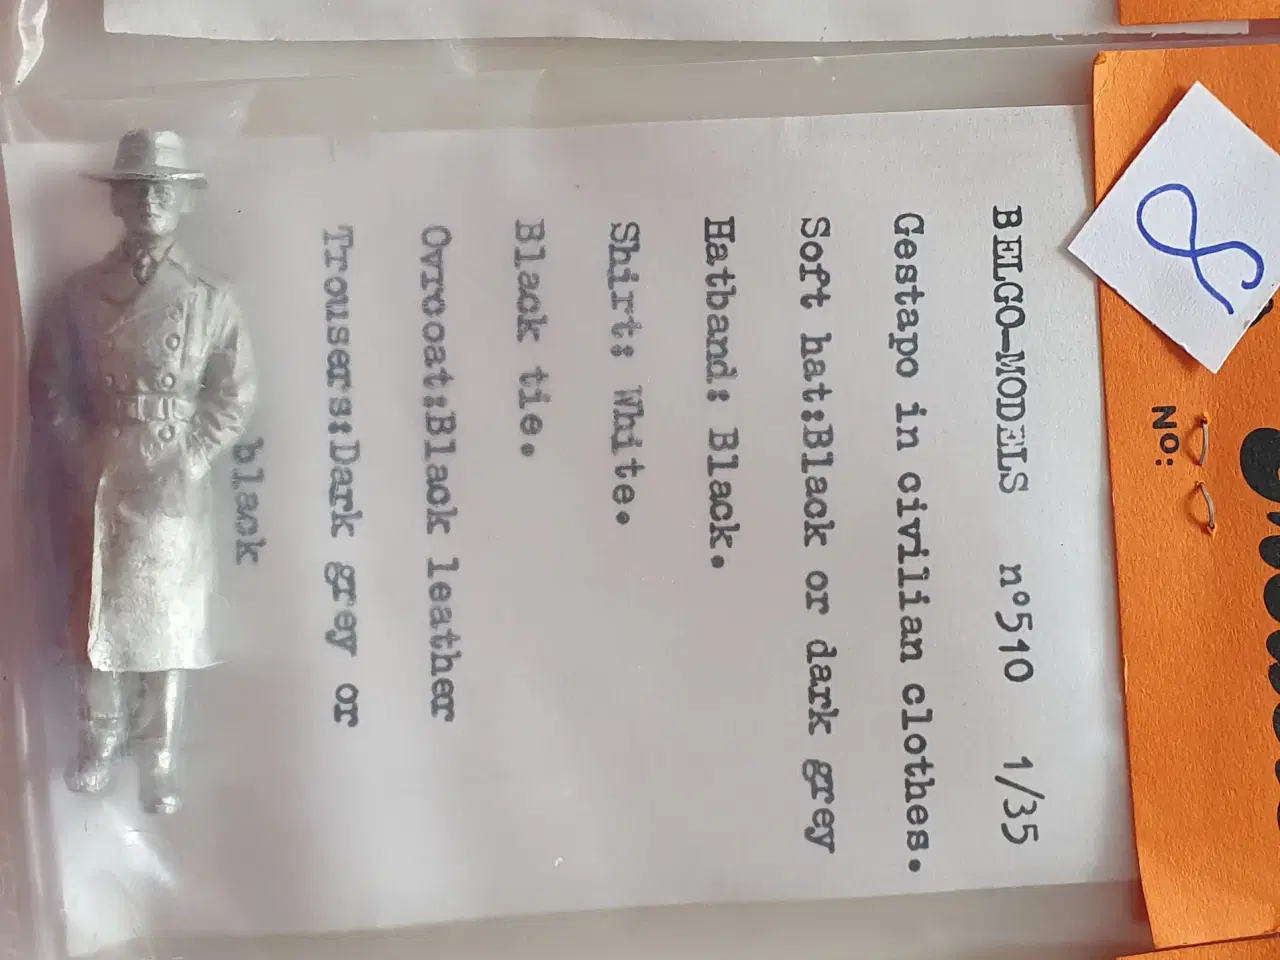 8
No:
BELGO-MODELS n°510 1/35
Gestapo in civilian clothes.
Soft hat:Black or dark grey
Hatband: Black.
Shirt: White.
Black tie.
Ovrcoat:Black leather
Trousers:Dark grey or
black